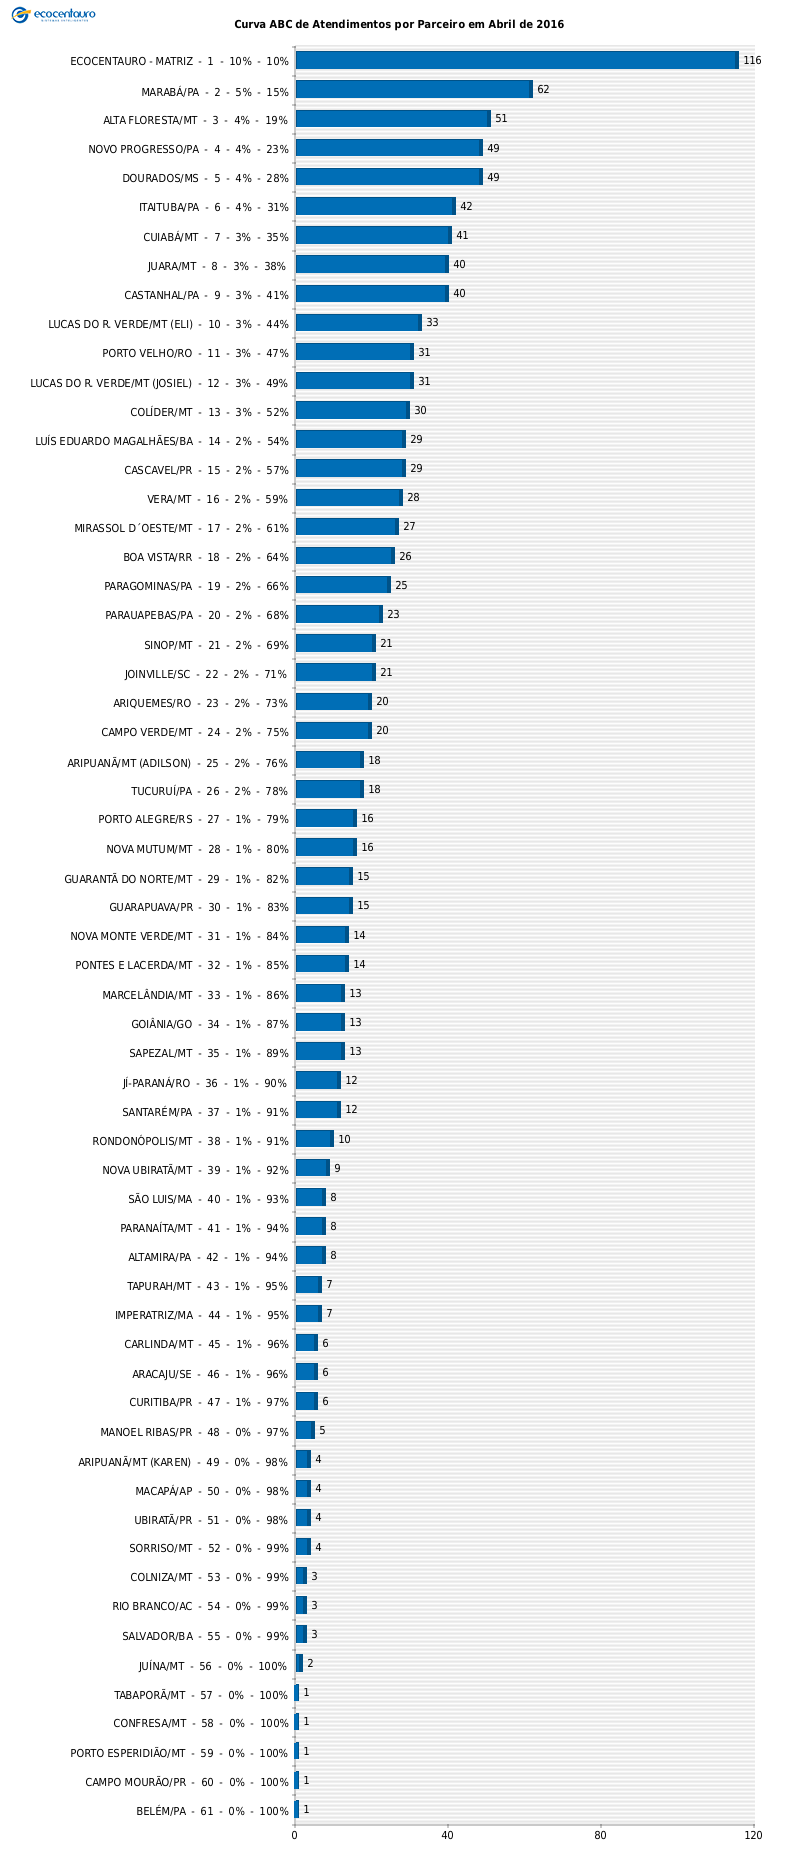 ecocentauro
Curva ABC de Atendimentos por Parceiro em Abril de 2016
ECOCENTAURO - MATRIZ - 1 - 10% - 10% 116
MARABÁ/PA - 2 - 5% - 15% 62
ALTA FLORESTA/MT - 3 - 4% - 19% 51
NOVO PROGRESSO/PA - 4 - 4% - 23% 49
DOURADOS/MS - 5 - 4% - 28% 49
ITAITUBA/PA - 6 - 4% - 31% 42
CUIABÁ/MT - 7 - 3% - 35% 41
JUARA/MT - 8 - 3% - 38% 40
CASTANHAL/PA - 9 - 3% - 41% 40
LUCAS DO R. VERDE/MT (ELI) - 10 - 3% - 44% 33
PORTO VELHO/RO - 11 - 3% - 47% 31
LUCAS DO R. VERDE/MT (JOSIEL) - 12 - 3% - 49% 31
COLÍDER/MT - 13 - 3% - 52% 30
LUÍS EDUARDO MAGALHÃES/BA - 14 - 2% - 54% 29
CASCAVEL/PR - 15 - 2% - 57% 29
VERA/MT - 16 - 2% - 59% 28
MIRASSOL D´OESTE/MT - 17 - 2% - 61% 27
BOA VISTA/RR - 18 - 2% - 64% 26
PARAGOMINAS/PA - 19 - 2% - 66% 25
PARAUAPEBAS/PA - 20 - 2% - 68% 23
SINOP/MT - 21 - 2% - 69% 21
JOINVILLE/SC - 22 - 2% - 71% 21
ARIQUEMES/RO - 23 - 2% - 73% 20
CAMPO VERDE/MT - 24 - 2% - 75% 20
ARIPUANÃ/MT (ADILSON) - 25 - 2% - 76% 18
TUCURUÍ/PA - 26 - 2% - 78% 18
PORTO ALEGRE/RS - 27 - 1% - 79% 16
NOVA MUTUM/MT - 28 - 1% - 80% 16
GUARANTÃ DO NORTE/MT - 29 - 1% - 82% 15
GUARAPUAVA/PR - 30 - 1% - 83% 15
NOVA MONTE VERDE/MT - 31 - 1% - 84% 14
PONTES E LACERDA/MT - 32 - 1% - 85% 14
MARCELÂNDIA/MT - 33 - 1% - 86% 13
GOIÂNIA/GO - 34 - 1% - 87% 13
SAPEZAL/MT - 35 - 1% - 89% 13
JÍ-PARANÁ/RO - 36 - 1% - 90% 12
SANTARÉM/PA - 37 - 1% - 91% 12
RONDONÓPOLIS/MT - 38 - 1% - 91% 10
NOVA UBIRATÃ/MT - 39 - 1% - 92% 9
SÃO LUIS/MA - 40 - 1% - 93% 8
PARANAÍTA/MT - 41 - 1% - 94% 8
ALTAMIRA/PA - 42 - 1% - 94% 8
TAPURAH/MT - 43 - 1% - 95% 7
IMPERATRIZ/MA - 44 - 1% - 95% 7
CARLINDA/MT - 45 - 1% - 96% 6
ARACAJU/SE - 46 - 1% - 96% 6
CURITIBA/PR - 47 - 1% - 97% 6
MANOEL RIBAS/PR - 48 - 0% - 97% 5
ARIPUANÃ/MT (KAREN) - 49 - 0% - 98% 4
MACAPÁ/AP - 50 - 0% - 98% 4
UBIRATÃ/PR - 51 - 0% - 98% 4
SORRISO/MT - 52 - 0% - 99% 4
COLNIZA/MT - 53 - 0% - 99% 3
RIO BRANCO/AC - 54 - 0% - 99% 3
SALVADOR/BA - 55 - 0% - 99% 3
JUÍNA/MT - 56 - 0% - 100% 2
TABAPORÃ/MT - 57 - 0% - 100% 1
CONFRESA/MT - 58 - 0% - 100% 1
PORTO ESPERIDIÃO/MT - 59 - 0% - 100% 1
CAMPO MOURÃO/PR - 60 - 0% - 100% 1
BELÉM/PA - 61 - 0% - 100% 1
0 40 80 120